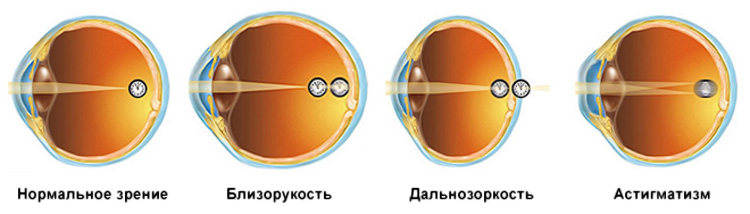 Нормальное зрение
Близорукость
Дальнозоркость
Астигматизм